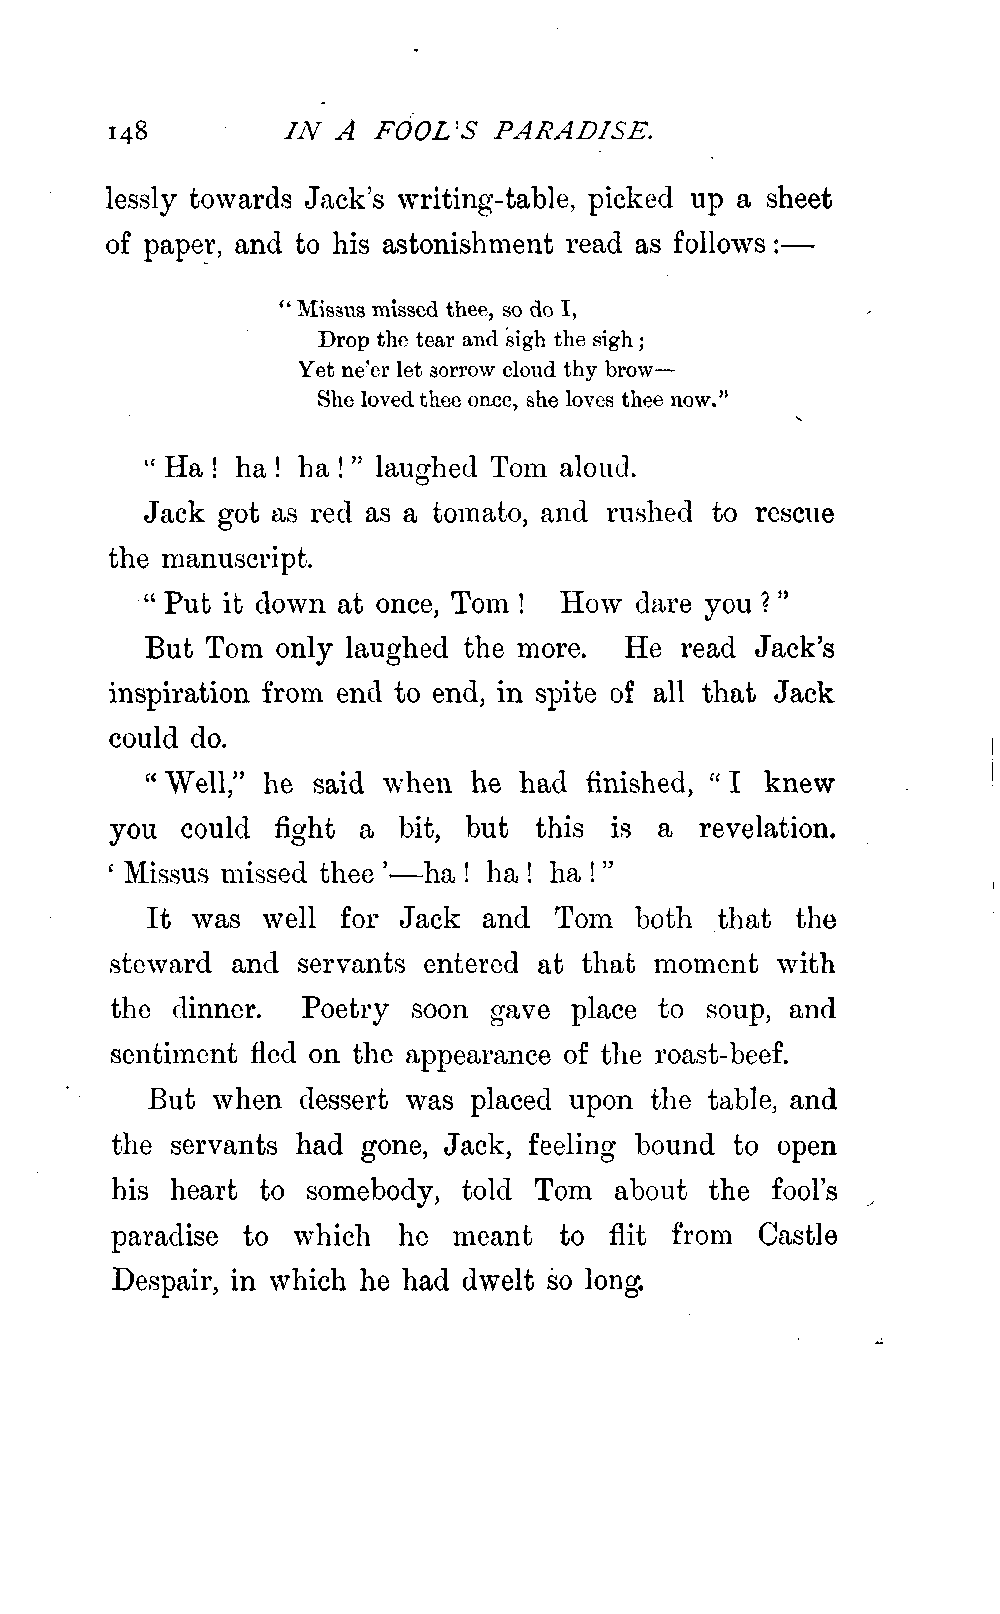 148 IN A FOOL'S PARADISE.
lessly towards Jack's writing-table, picked up a sheet
of paper, and to his astonishment read as follows:—
"Missus missed thee, so do I,
Drop the tear and sigh the sigh;
Yet ne'er let sorrow cloud thy brow—
She loved thee once, she loves thee now."
"Ha! ha! ha!" laughed Tom aloud.
Jack got as red as a tomato, and rushed to rescue
the manuscript.
"Put it down at once, Tom! How dare you?"
But Tom only laughed the more. He read Jack's
inspiration from end to end, in spite of all that Jack
could do.
"Well," he said when he had finished, "I knew
you could fight a bit, but this is a revelation.
'Missus missed thee'—ha! ha! ha!"
It was well for Jack and Tom both that the
steward and servants entered at that moment with
the dinner. Poetry soon gave place to soup, and
sentiment fled on the appearance of the roast-beef.
But when dessert was placed upon the table, and
the servants had gone, Jack, feeling bound to open
his heart to somebody, told Tom about the fool's
paradise to which he meant to flit from Castle
Despair, in which he had dwelt so long.